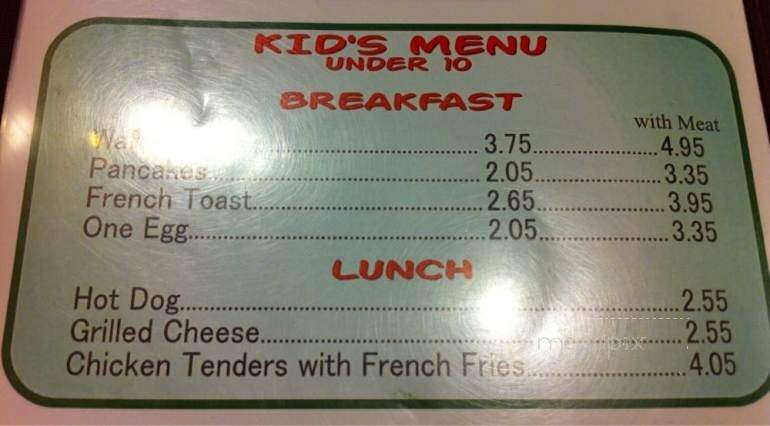 KID'S MENU
UNDER 10
BREAKFAST
with Meat
3.75 4.95
Pancakes 2.05 3.35
French Toast 2.65 3.95
One Egg 2.05 3.35
LUNCH
Hot Dog 2.55
Grilled Cheese 2.55
Chicken Tenders with French Fries 4.05